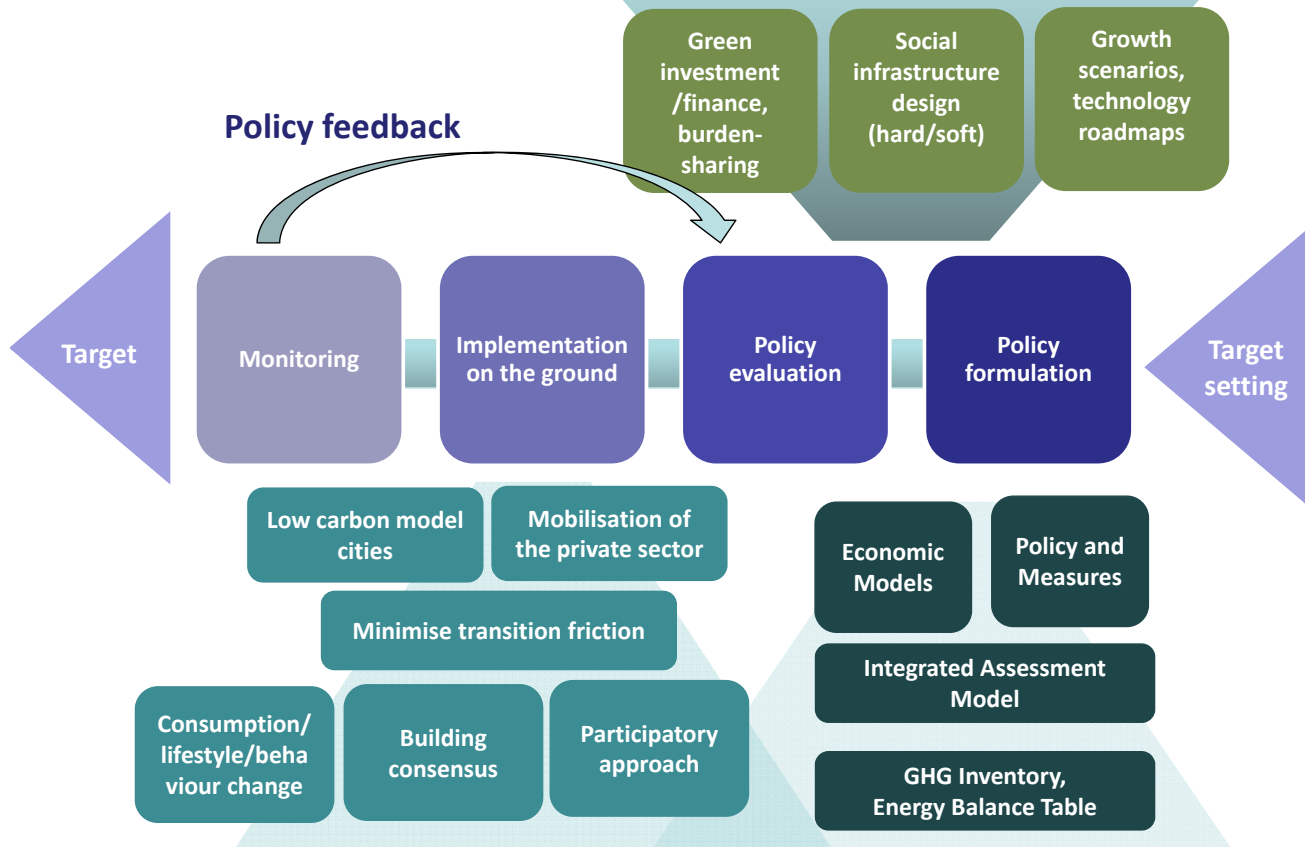 Green
investment
/finance,
burden-
sharing
Social
infrastructure
design
(hard/soft)
Growth
scenarios,
technology
roadmaps
Policy feedback
Target
Monitoring
Implementation
on the ground
Policy
evaluation
Policy
formulation
Target
setting
Low carbon model
cities
Mobilisation of
the private sector
Economic
Models
Policy and
Measures
Minimise transition friction
Integrated Assessment
Model
Consumption/
lifestyle/beha
viour change
Building
consensus
Participatory
approach
GHG Inventory,
Energy Balance Table